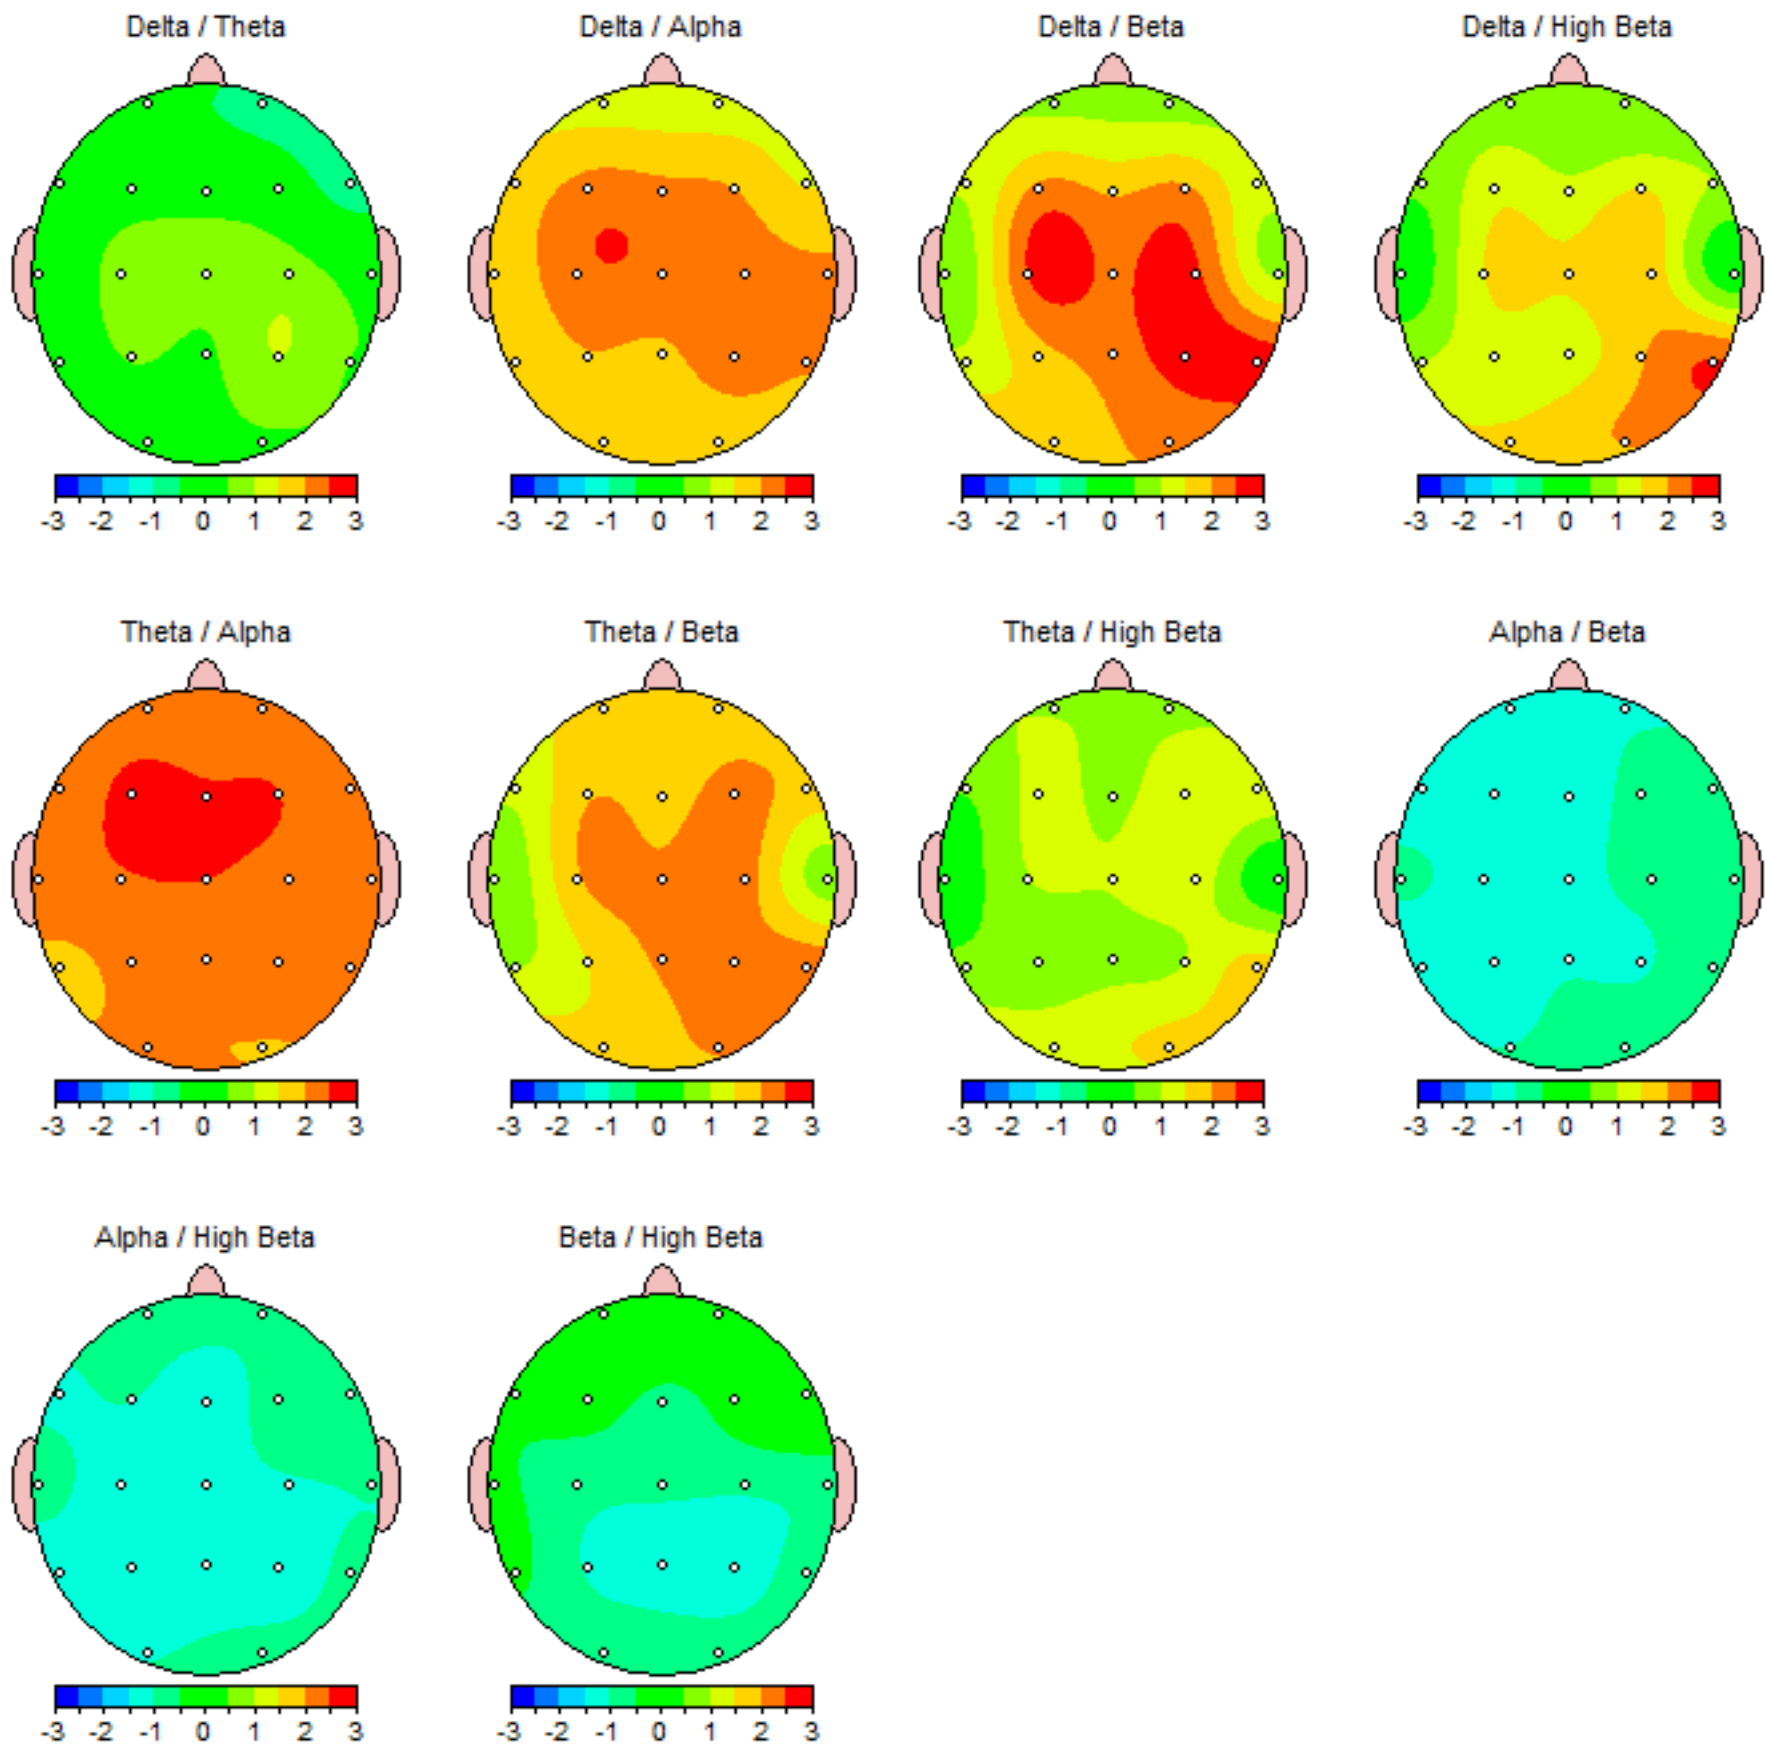 Delta / Theta Delta / Alpha Delta / Beta Delta / High Beta
-3 -2 -1 0 1 2 3 -3 -2 -1 0 1 2 3 -3 -2 -1 0 1 2 3 -3 -2 -1 0 1 2 3
Theta / Alpha Theta / Beta Theta / High Beta Alpha / Beta
-3 -2 -1 0 1 2 3 -3 -2 -1 0 1 2 3 -3 -2 -1 0 1 2 3 -3 -2 -1 0 1 2 3
Alpha / High Beta Beta / High Beta
-3 -2 -1 0 1 2 3 -3 -2 -1 0 1 2 3